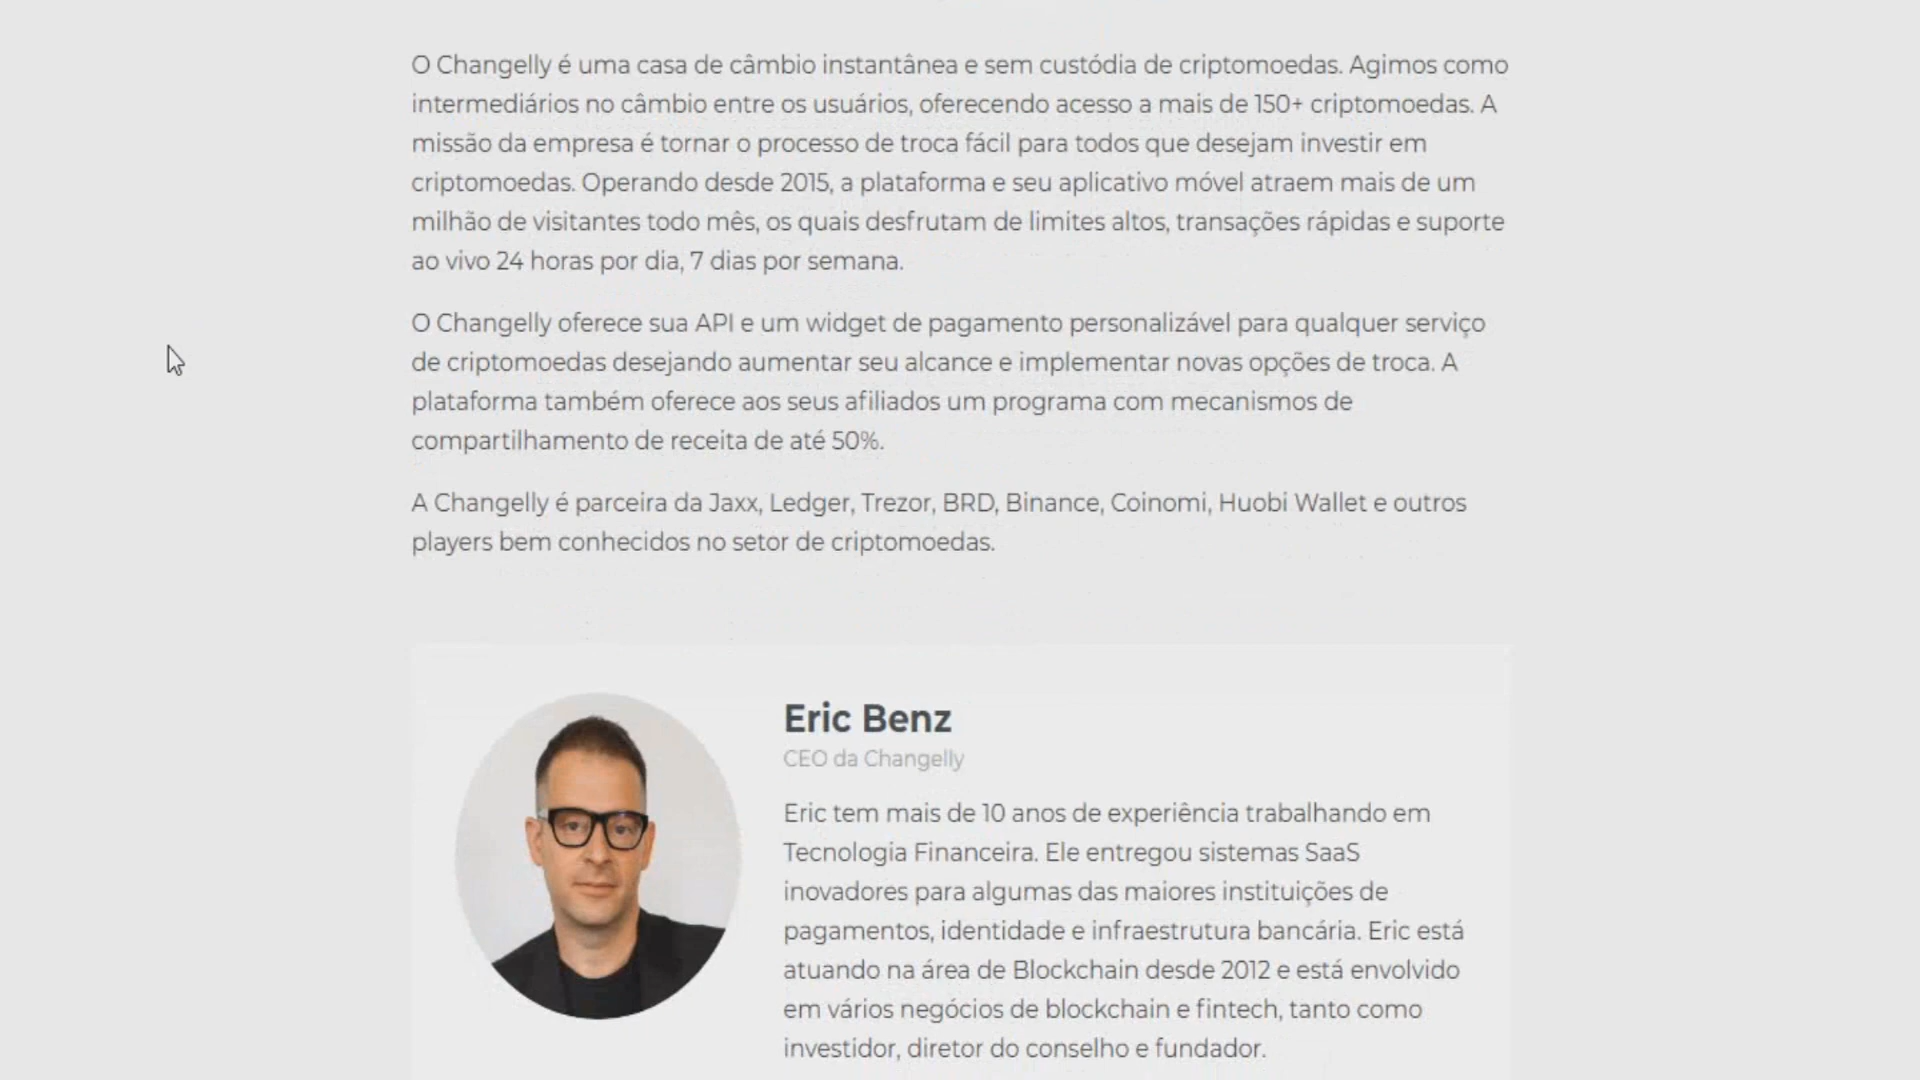 O Changelly é uma casa de câmbio instantânea e sem custódia de criptomoedas. Agimos como
intermediários no câmbio entre os usuários, oferecendo acesso a mais de 150+ criptomoedas. A
missão da empresa é tornar o processo de troca fácil para todos que desejam investir em
criptomoedas. Operando desde 2015, a plataforma e seu aplicativo móvel atraem mais de um
milhão de visitantes todo mês, os quais desfrutam de limites altos, transações rápidas e suporte
ao vivo 24 horas por dia, 7 dias por semana.
O Changelly oferece sua API e um widget de pagamento personalizável para qualquer serviço
de criptomoedas desejando aumentar seu alcance e implementar novas opções de troca. A
plataforma também oferece aos seus afiliados um programa com mecanismos de
compartilhamento de receita de até 50%.
A Changelly é parceira da Jaxx, Ledger, Trezor, BRD, Binance, Coinomi, Huobi Wallet e outros
players bem conhecidos no setor de criptomoedas.
Eric Benz
CEO da Changelly
Eric tem mais de 10 anos de experiência trabalhando em
Tecnologia Financeira. Ele entregou sistemas SaaS
inovadores para algumas das maiores instituições de
pagamentos, identidade e infraestrutura bancária. Eric está
atuando na área de Blockchain desde 2012 e está envolvido
em vários negócios de blockchain e fintech, tanto como
investidor, diretor do conselho e fundador.